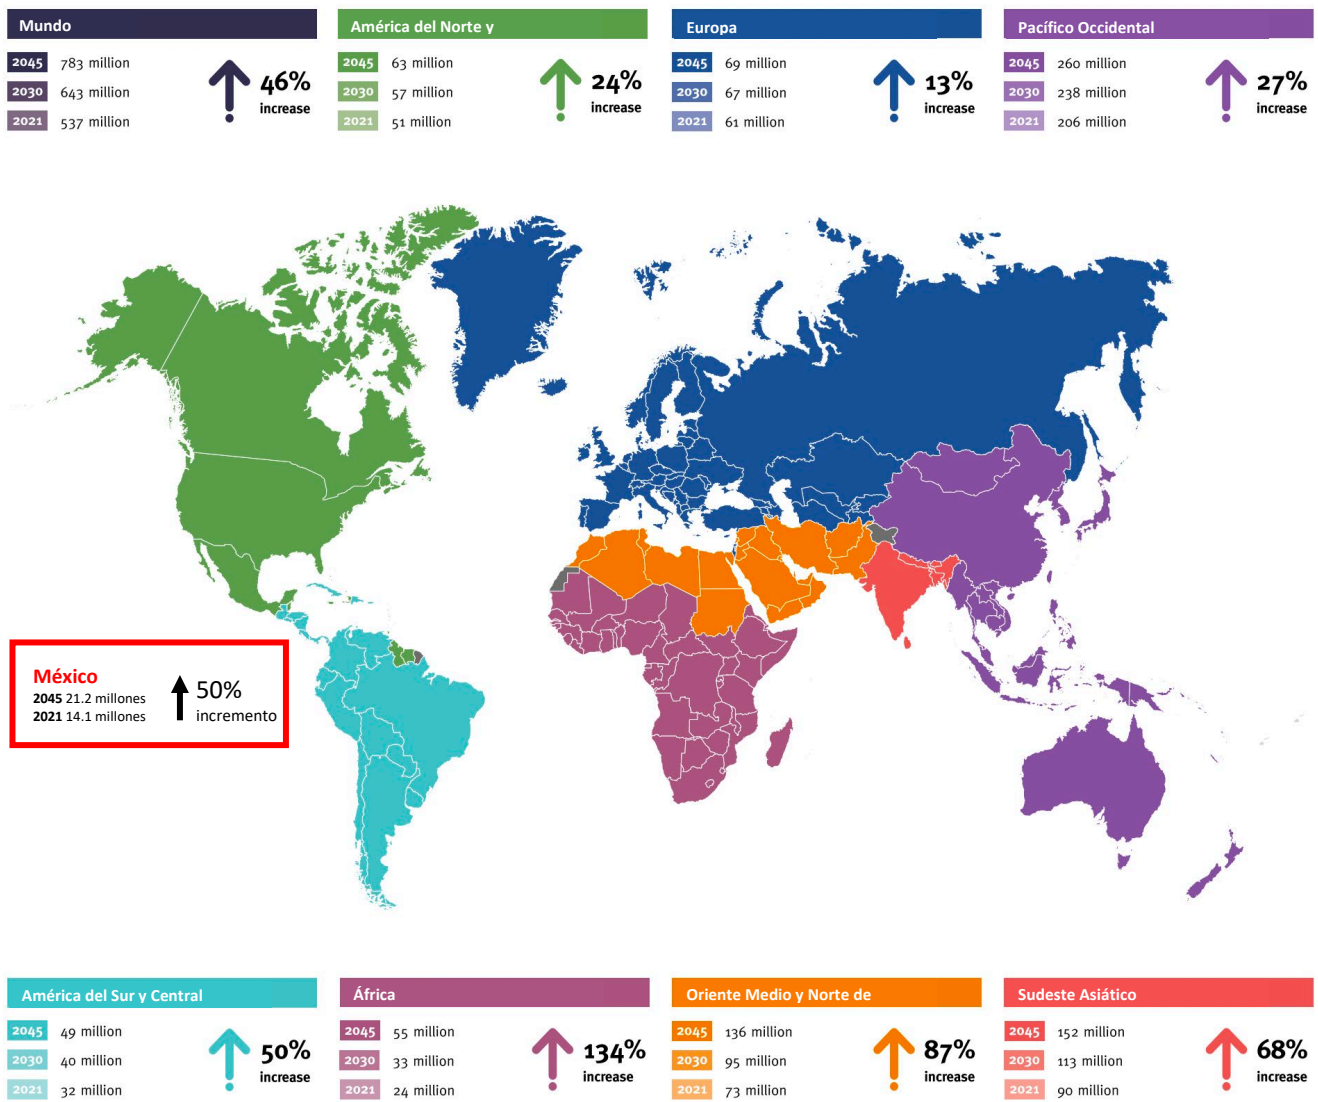 Mundo
2045 783 million
2030 643 million
2021 537 million
46%
increase
América del Norte y
2045 63 million
2030 57 million
2021 51 million
24%
increase
Europa
2045 69 million
2030 67 million
2021 61 million
13%
increase
Pacífico Occidental
2045 260 million
2030 238 million
2021 206 million
27%
increase
México
2045 21.2 millones
2021 14.1 millones
50%
incremento
América del Sur y Central
2045 49 million
2030 40 million
2021 32 million
50%
increase
África
2045 55 million
2030 33 million
2021 24 million
134%
increase
Oriente Medio y Norte de
2045 136 million
2030 95 million
2021 73 million
87%
increase
Sudeste Asiático
2045 152 million
2030 113 million
2021 90 million
68%
increase